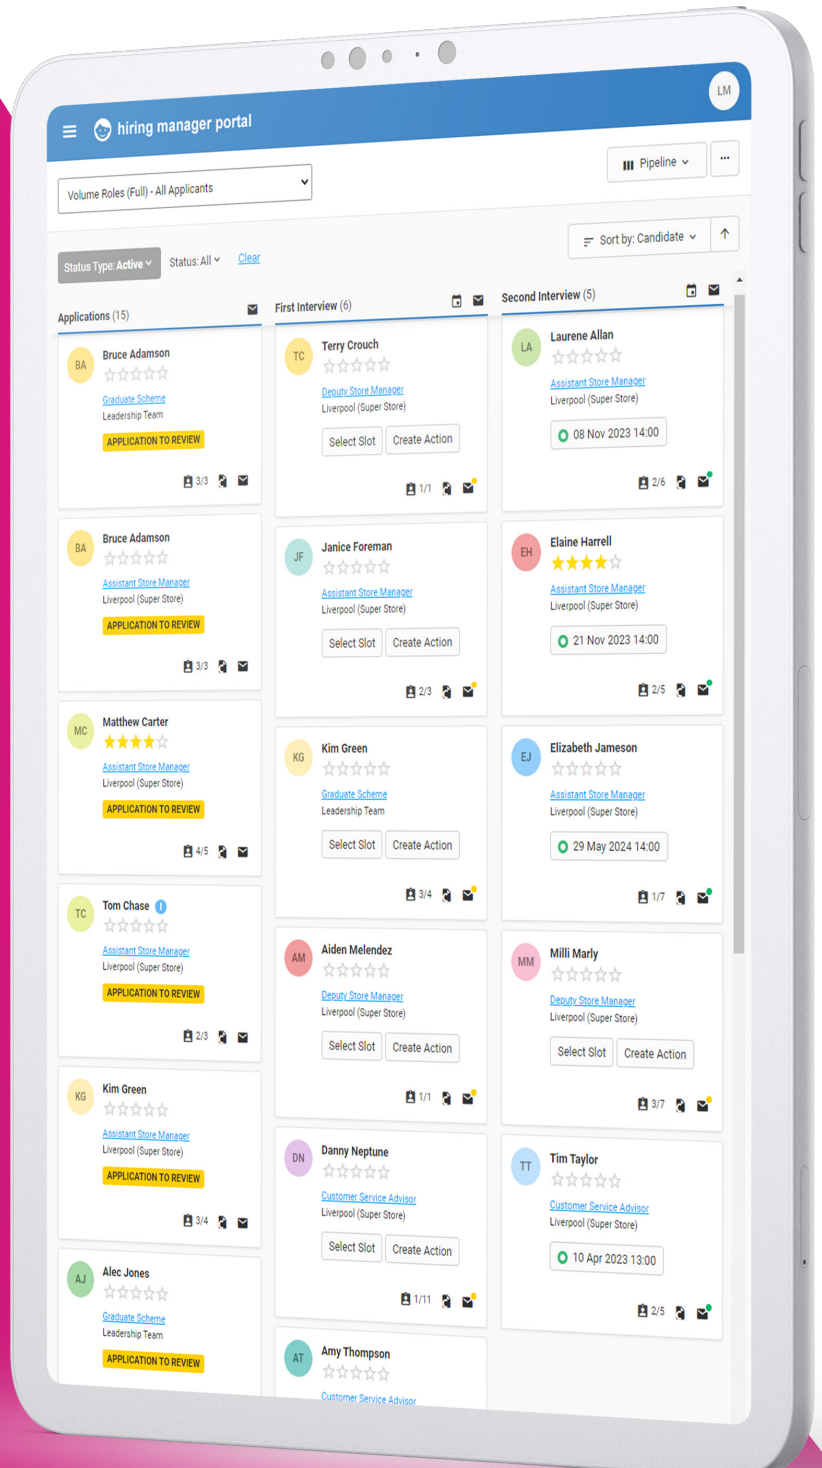 LM
hiring manager portal
Volume Roles (Full) - All Applicants
Pipeline
Status Type: Active
Status: All
Clear
Sort by: Candidate
Applications (15)
BA
Bruce Adamson
Graduate Scheme
Leadership Team
APPLICATION TO REVIEW
3/3
BA
Bruce Adamson
Assistant Store Manager
Liverpool (Super Store)
APPLICATION TO REVIEW
3/3
MC
Matthew Carter
Assistant Store Manager
Liverpool (Super Store)
APPLICATION TO REVIEW
4/5
TC
Tom Chase
I
Assistant Store Manager
Liverpool (Super Store)
APPLICATION TO REVIEW
2/3
KG
Kim Green
Assistant Store Manager
Liverpool (Super Store)
APPLICATION TO REVIEW
3/4
AJ
Alec Jones
Graduate Scheme
Leadership Team
APPLICATION TO REVIEW
First Interview (6)
TC
Terry Crouch
Deputy Store Manager
Liverpool (Super Store)
Select Slot Create Action
1/1
JF
Janice Foreman
Assistant Store Manager
Liverpool (Super Store)
Select Slot Create Action
2/3
KG
Kim Green
Graduate Scheme
Leadership Team
Select Slot Create Action
3/4
AM
Aiden Melendez
Deputy Store Manager
Liverpool (Super Store)
Select Slot Create Action
1/1
DN
Danny Neptune
Customer Service Advisor
Liverpool (Super Store)
Select Slot Create Action
1/11
AT
Amy Thompson
Customer Service Advisor
Second Interview (5)
LA
Laurene Allan
Assistant Store Manager
Liverpool (Super Store)
08 Nov 2023 14:00
2/6
EH
Elaine Harrell
Assistant Store Manager
Liverpool (Super Store)
21 Nov 2023 14:00
2/5
EJ
Elizabeth Jameson
Assistant Store Manager
Liverpool (Super Store)
29 May 2024 14:00
1/7
MM
Milli Marly
Deputy Store Manager
Liverpool (Super Store)
Select Slot Create Action
3/7
TT
Tim Taylor
Customer Service Advisor
Liverpool (Super Store)
10 Apr 2023 13:00
2/5